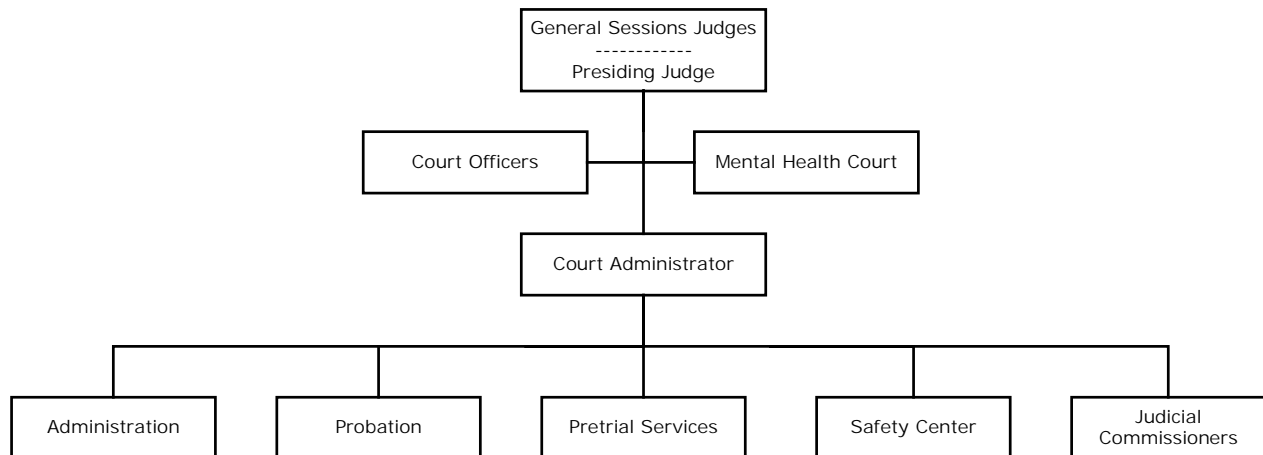 General Sessions Judges
------------
Presiding Judge
Court Officers
Mental Health Court
Court Administrator
Administration
Probation
Pretrial Services
Safety Center
Judicial
Commissioners